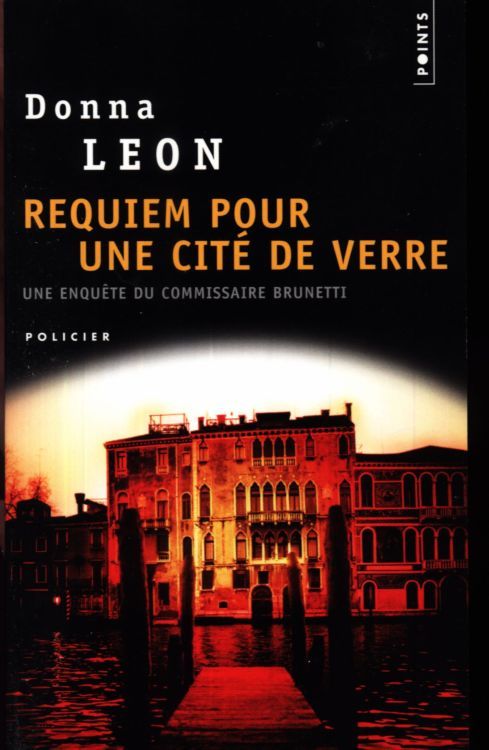 POINTS
Donna
LEON
REQUIEM POUR
UNE CITÉ DE VERRE
UNE ENQUÊTE DU COMMISSAIRE BRUNETTI
POLICIER